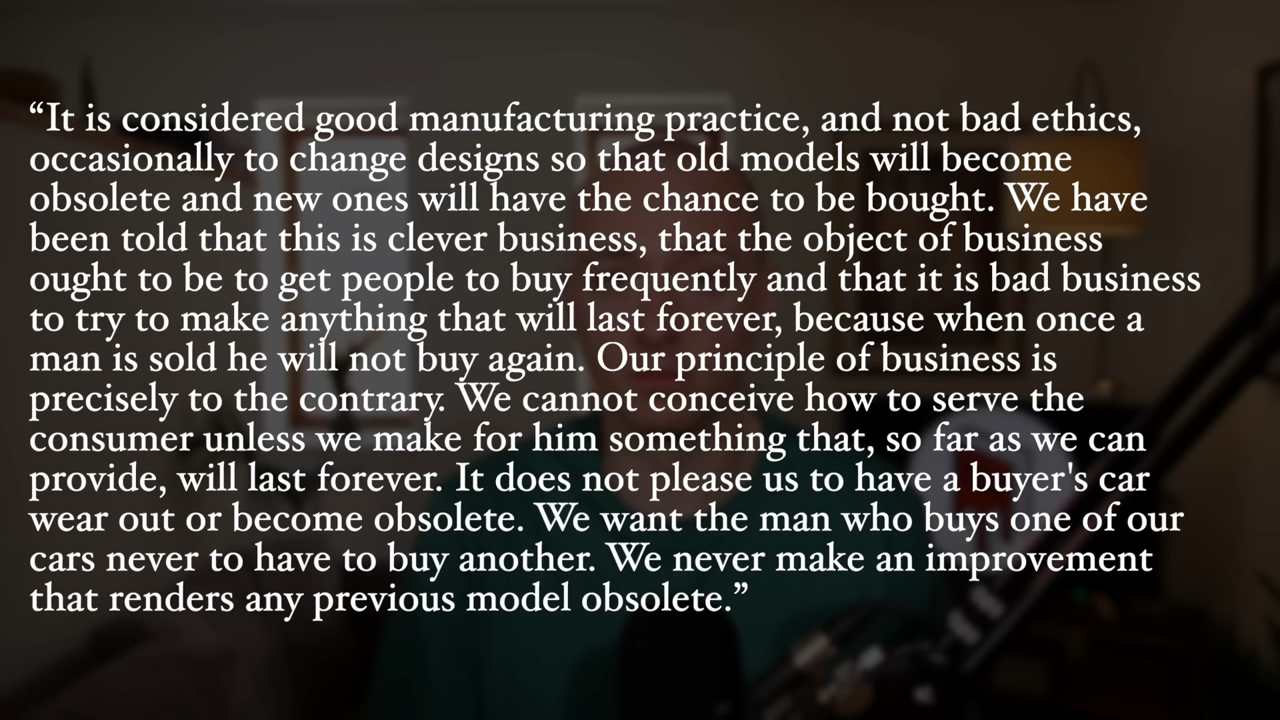 “It is considered good manufacturing practice, and not bad ethics,
occasionally to change designs so that old models will become
obsolete and new ones will have the chance to be bought. We have
been told that this is clever business, that the object of business
ought to be to get people to buy frequently and that it is bad business
to try to make anything that will last forever, because when once a
man is sold he will not buy again. Our principle of business is
precisely to the contrary. We cannot conceive how to serve the
consumer unless we make for him something that, so far as we can
provide, will last forever. It does not please us to have a buyer's car
wear out or become obsolete. We want the man who buys one of our
cars never to have to buy another. We never make an improvement
that renders any previous model obsolete.”